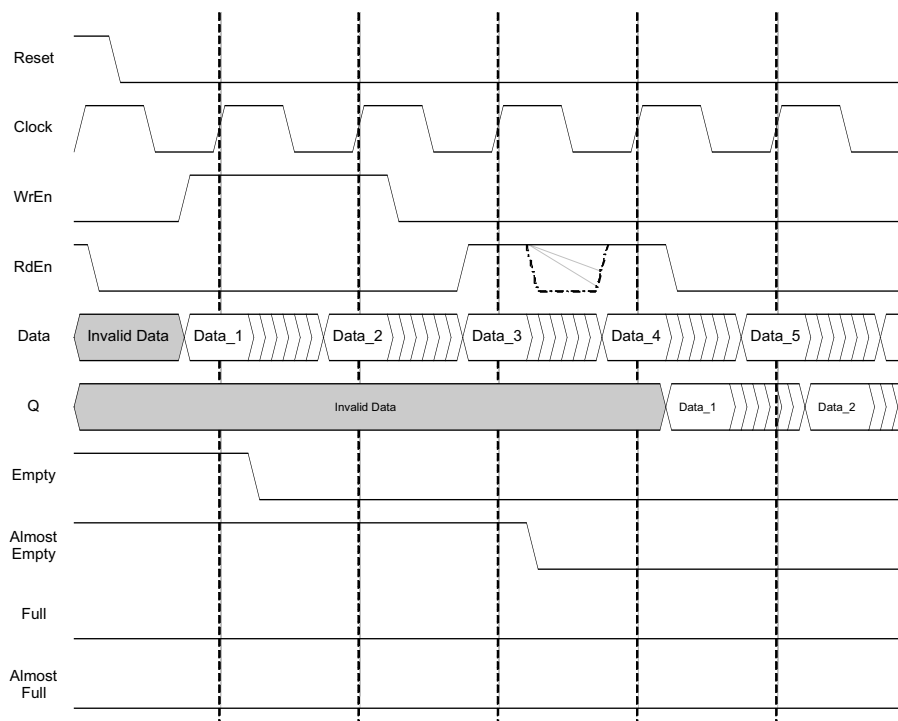 Reset
Clock
WrEn
RdEn
Data
Invalid Data
Data_1
Data_2
Data_3
Data_4
Data_5
Q
Invalid Data
Data_1
Data_2
Empty
Almost
Empty
Full
Almost
Full